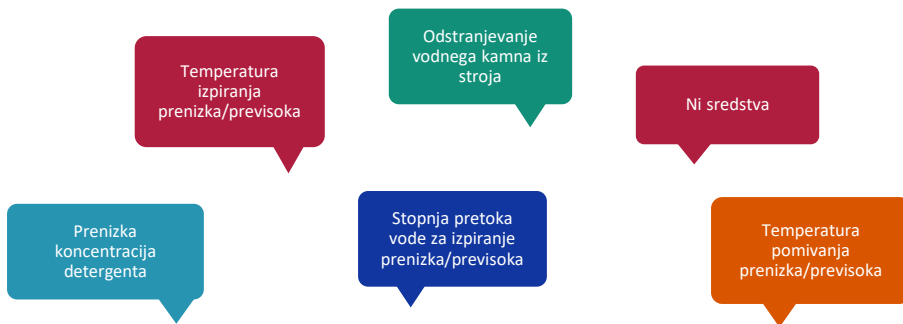 Odstranjevanje
vodnega kamna iz
stroja
Temperatura
izpiranja
prenizka/previsoka
Ni sredstva
Prenizka
koncentracija
detergenta
Stopnja pretoka
vode za izpiranje
prenizka/previsoka
Temperatura
pomivanja
prenizka/previsoka